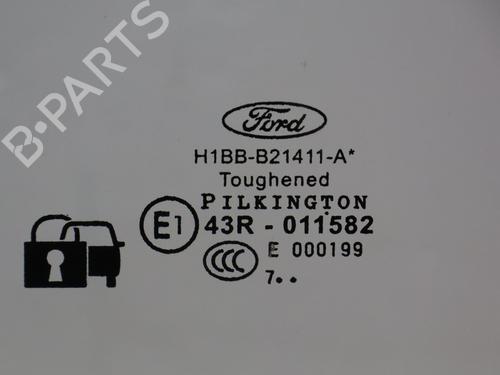 B-PARTS
Ford
H1BB-B21411-A*
Toughened
PILKINGTON
E1 43R - 011582
CCC E 000199
7..